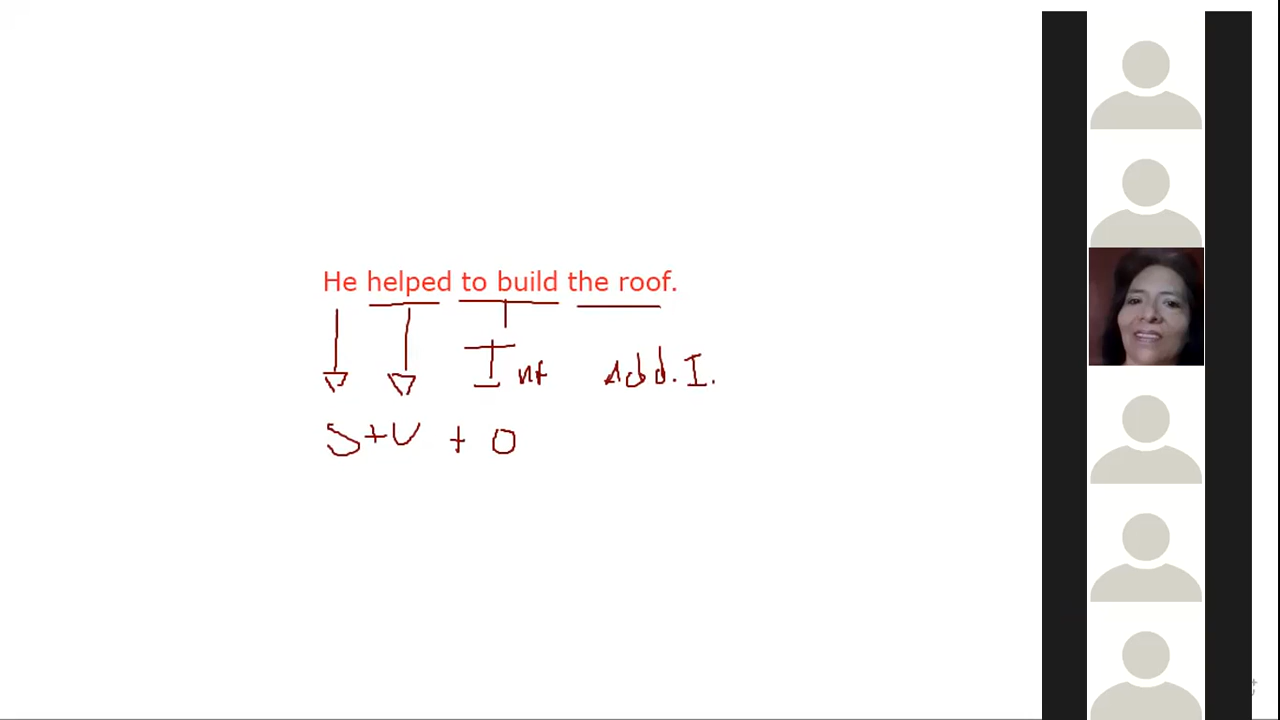 He helped to build the roof.
Inf Add. I.
S+V + O